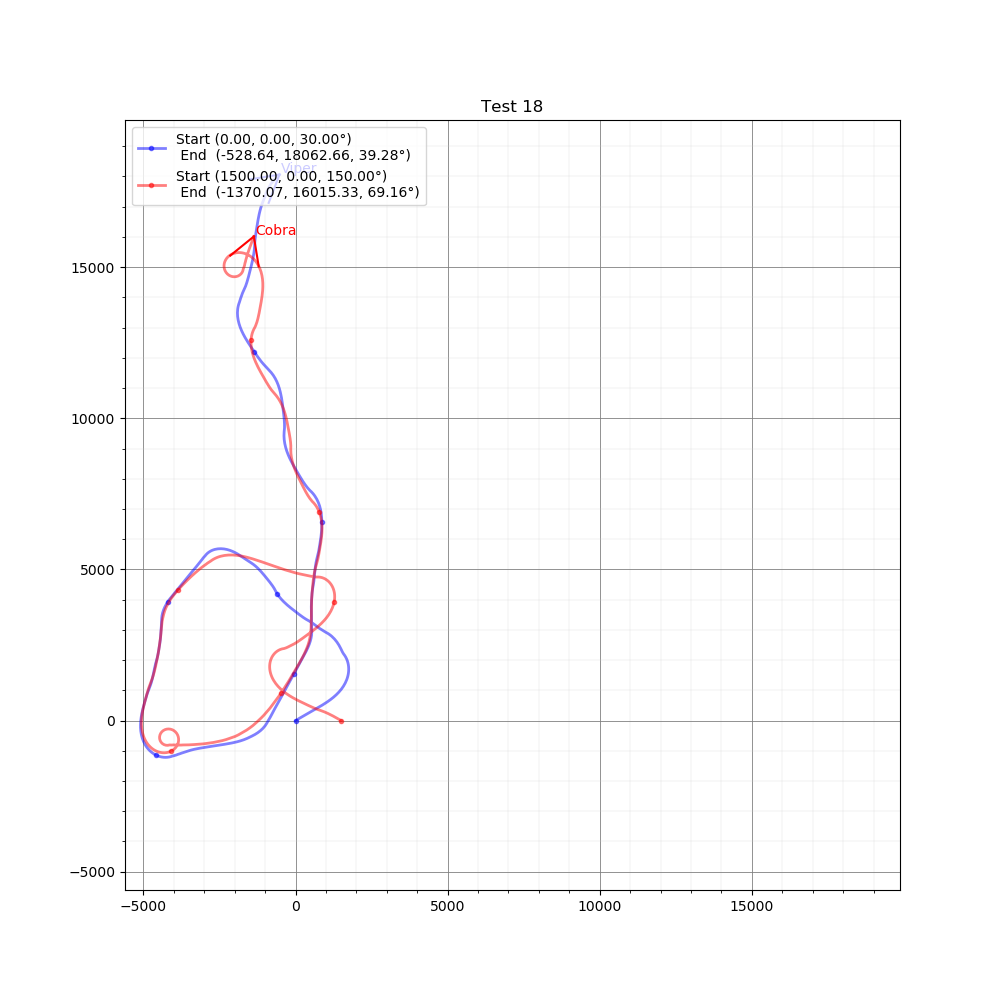 Test 18
Start (0.00, 0.00, 30.00°)
End (-528.64, 18062.66, 39.28°)
Viper
Start (1500.00, 0.00, 150.00°)
End (-1370.07, 16015.33, 69.16°)
Cobra
15000
10000
5000
0
−5000
−5000
0
5000
10000
15000